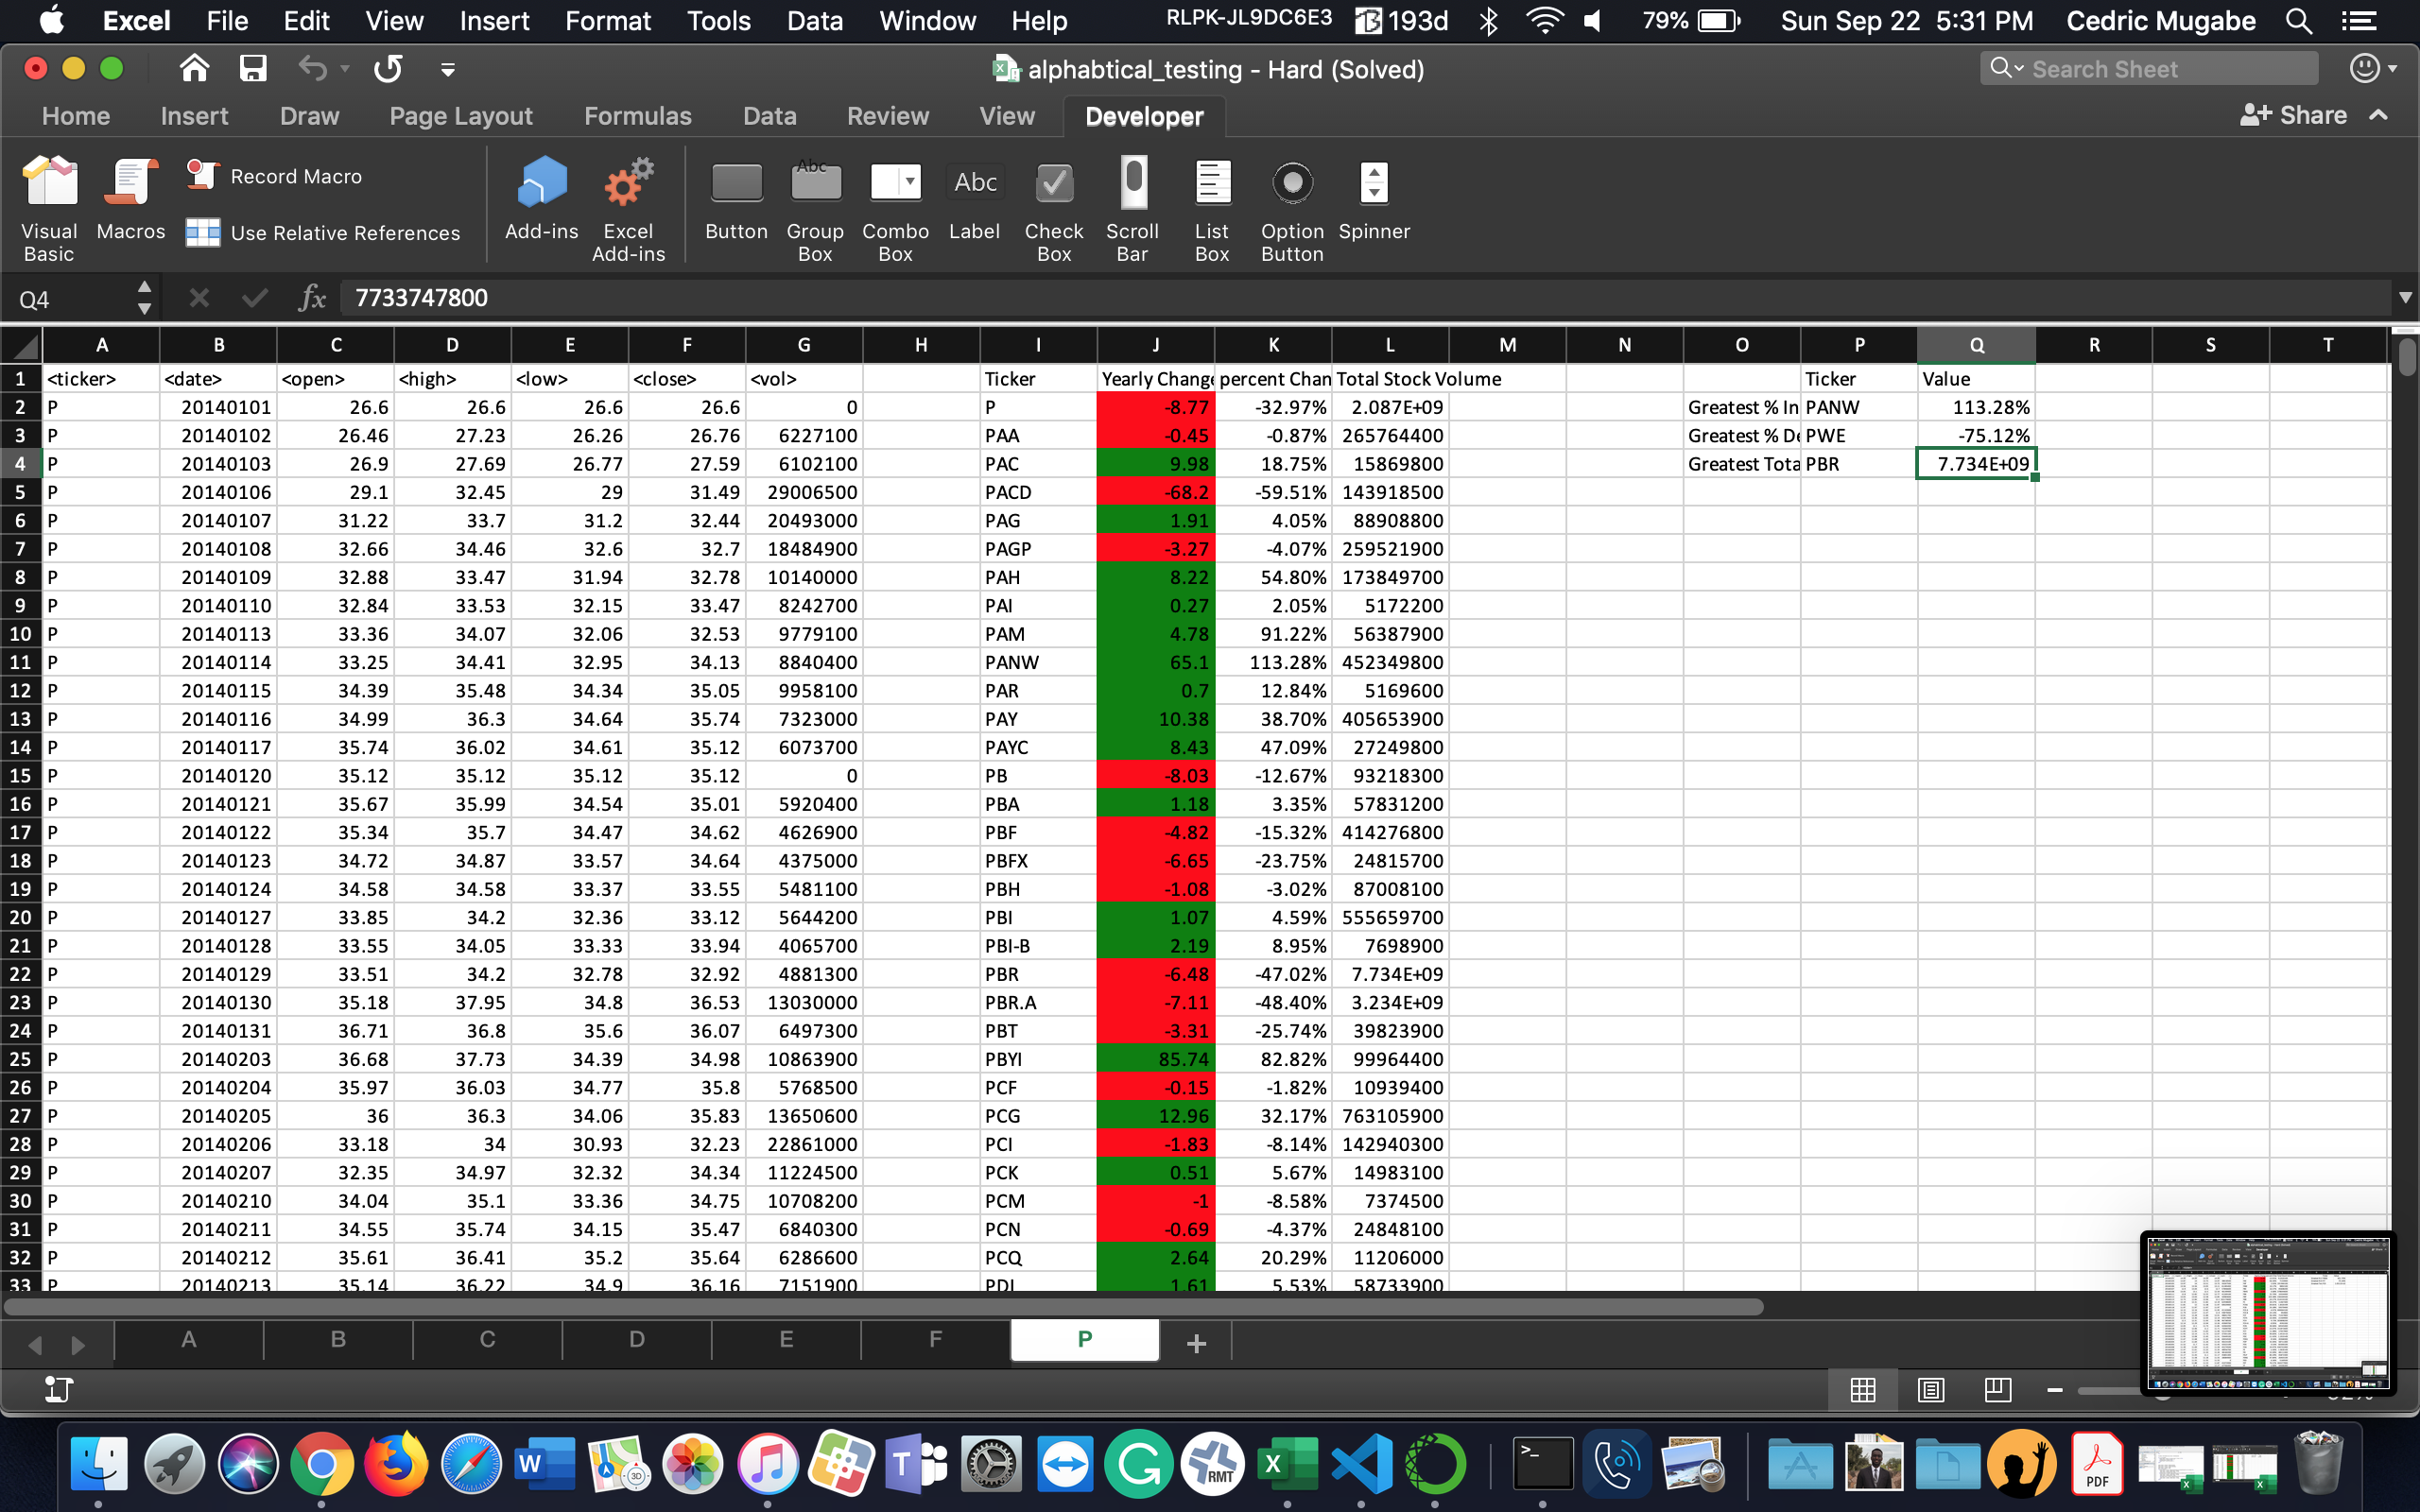 Excel File Edit View Insert Format Tools Data Window Help RLPK-JL9DC6E3 193d 79% Sun Sep 22 5:31 PM Cedric Mugabe
alphabtical_testing - Hard (Solved) Search Sheet
Home Insert Draw Page Layout Formulas Data Review View Developer Share
Record Macro
Use Relative References
Visual Basic Macros Add-ins Excel Add-ins Button Group Box Combo Box Label Check Box Scroll Bar List Box Option Button Spinner
Abc Abc
Q4 fx 7733747800
A B C D E F G H I J K L M N O P Q R S T
1 <ticker> <date> <open> <high> <low> <close> <vol> Ticker Yearly Change percent Chan Total Stock Volume Ticker Value
2 P 20140101 26.6 26.6 26.6 26.6 0 P -8.77 -32.97% 2.087E+09 Greatest % In PANW 113.28%
3 P 20140102 26.46 27.23 26.26 26.76 6227100 PAA -0.45 -0.87% 265764400 Greatest % De PWE -75.12%
4 P 20140103 26.9 27.69 26.77 27.59 6102100 PAC 9.98 18.75% 15869800 Greatest Tota PBR 7.734E+09
5 P 20140106 29.1 32.45 29 31.49 29006500 PACD -68.2 -59.51% 143918500
6 P 20140107 31.22 33.7 31.2 32.44 20493000 PAG 1.91 4.05% 88908800
7 P 20140108 32.66 34.46 32.6 32.7 18484900 PAGP -3.27 -4.07% 259521900
8 P 20140109 32.88 33.47 31.94 32.78 10140000 PAH 8.22 54.80% 173849700
9 P 20140110 32.84 33.53 32.15 33.47 8242700 PAI 0.27 2.05% 5172200
10 P 20140113 33.36 34.07 32.06 32.53 9779100 PAM 4.78 91.22% 56387900
11 P 20140114 33.25 34.41 32.95 34.13 8840400 PANW 65.1 113.28% 452349800
12 P 20140115 34.39 35.48 34.34 35.05 9958100 PAR 0.7 12.84% 5169600
13 P 20140116 34.99 36.3 34.64 35.74 7323000 PAY 10.38 38.70% 405653900
14 P 20140117 35.74 36.02 34.61 35.12 6073700 PAYC 8.43 47.09% 27249800
15 P 20140120 35.12 35.12 35.12 35.12 0 PB -8.03 -12.67% 93218300
16 P 20140121 35.67 35.99 34.54 35.01 5920400 PBA 1.18 3.35% 57831200
17 P 20140122 35.34 35.7 34.47 34.62 4626900 PBF -4.82 -15.32% 414276800
18 P 20140123 34.72 34.87 33.57 34.64 4375000 PBFX -6.65 -23.75% 24815700
19 P 20140124 34.58 34.58 33.37 33.55 5481100 PBH -1.08 -3.02% 87008100
20 P 20140127 33.85 34.2 32.36 33.12 5644200 PBI 1.07 4.59% 555659700
21 P 20140128 33.55 34.05 33.33 33.94 4065700 PBI-B 2.19 8.95% 7698900
22 P 20140129 33.51 34.2 32.78 32.92 4881300 PBR -6.48 -47.02% 7.734E+09
23 P 20140130 35.18 37.95 34.8 36.53 13030000 PBR.A -7.11 -48.40% 3.234E+09
24 P 20140131 36.71 36.8 35.6 36.07 6497300 PBT -3.31 -25.74% 39823900
25 P 20140203 36.68 37.73 34.39 34.98 10863900 PBYI 85.74 82.82% 99964400
26 P 20140204 35.97 36.03 34.77 35.8 5768500 PCF -0.15 -1.82% 10939400
27 P 20140205 36 36.3 34.06 35.83 13650600 PCG 12.96 32.17% 763105900
28 P 20140206 33.18 34 30.93 32.23 22861000 PCI -1.83 -8.14% 142940300
29 P 20140207 32.35 34.97 32.32 34.34 11224500 PCK 0.51 5.67% 14983100
30 P 20140210 34.04 35.1 33.36 34.75 10708200 PCM -1 -8.58% 7374500
31 P 20140211 34.55 35.74 34.15 35.47 6840300 PCN -0.69 -4.37% 24848100
32 P 20140212 35.61 36.41 35.2 35.64 6286600 PCQ 2.64 20.29% 11206000
33 P 20140213 35.14 36.22 34.9 36.16 7151900 PDI 1.61 5.53% 58733900
A B C D E F P
W 3D T G RMT X PDF